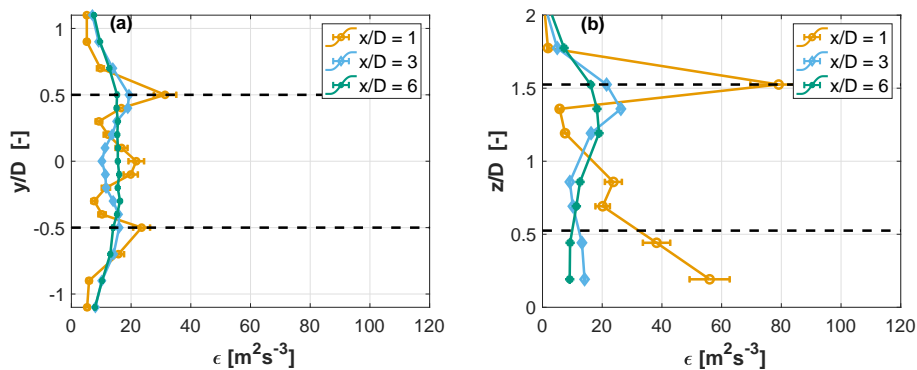 (a)
x/D = 1
x/D = 3
x/D = 6
1
0.5
0
-0.5
-1
y/D [-]
0 20 40 60 80 100 120
ϵ [m²s⁻³]
(b)
x/D = 1
x/D = 3
x/D = 6
2
1.5
1
0.5
0
z/D [-]
0 20 40 60 80 100 120
ϵ [m²s⁻³]